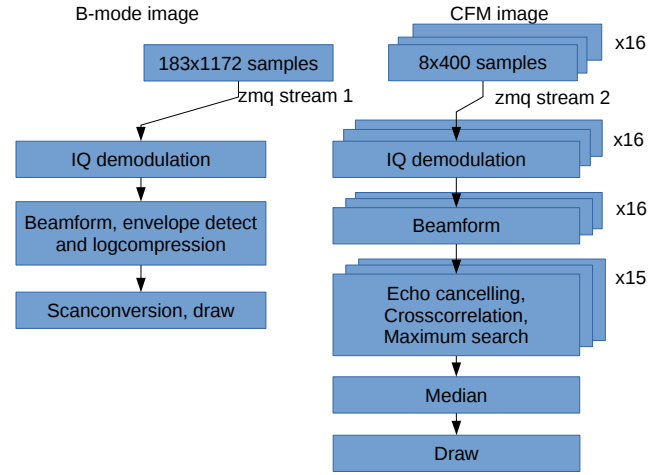 B-mode image
183x1172 samples
zmq stream 1
IQ demodulation
Beamform, envelope detect
and logcompression
Scanconversion, draw
CFM image
8x400 samples
x16
zmq stream 2
IQ demodulation
x16
Beamform
x16
Echo cancelling,
Crosscorrelation,
Maximum search
x15
Median
Draw